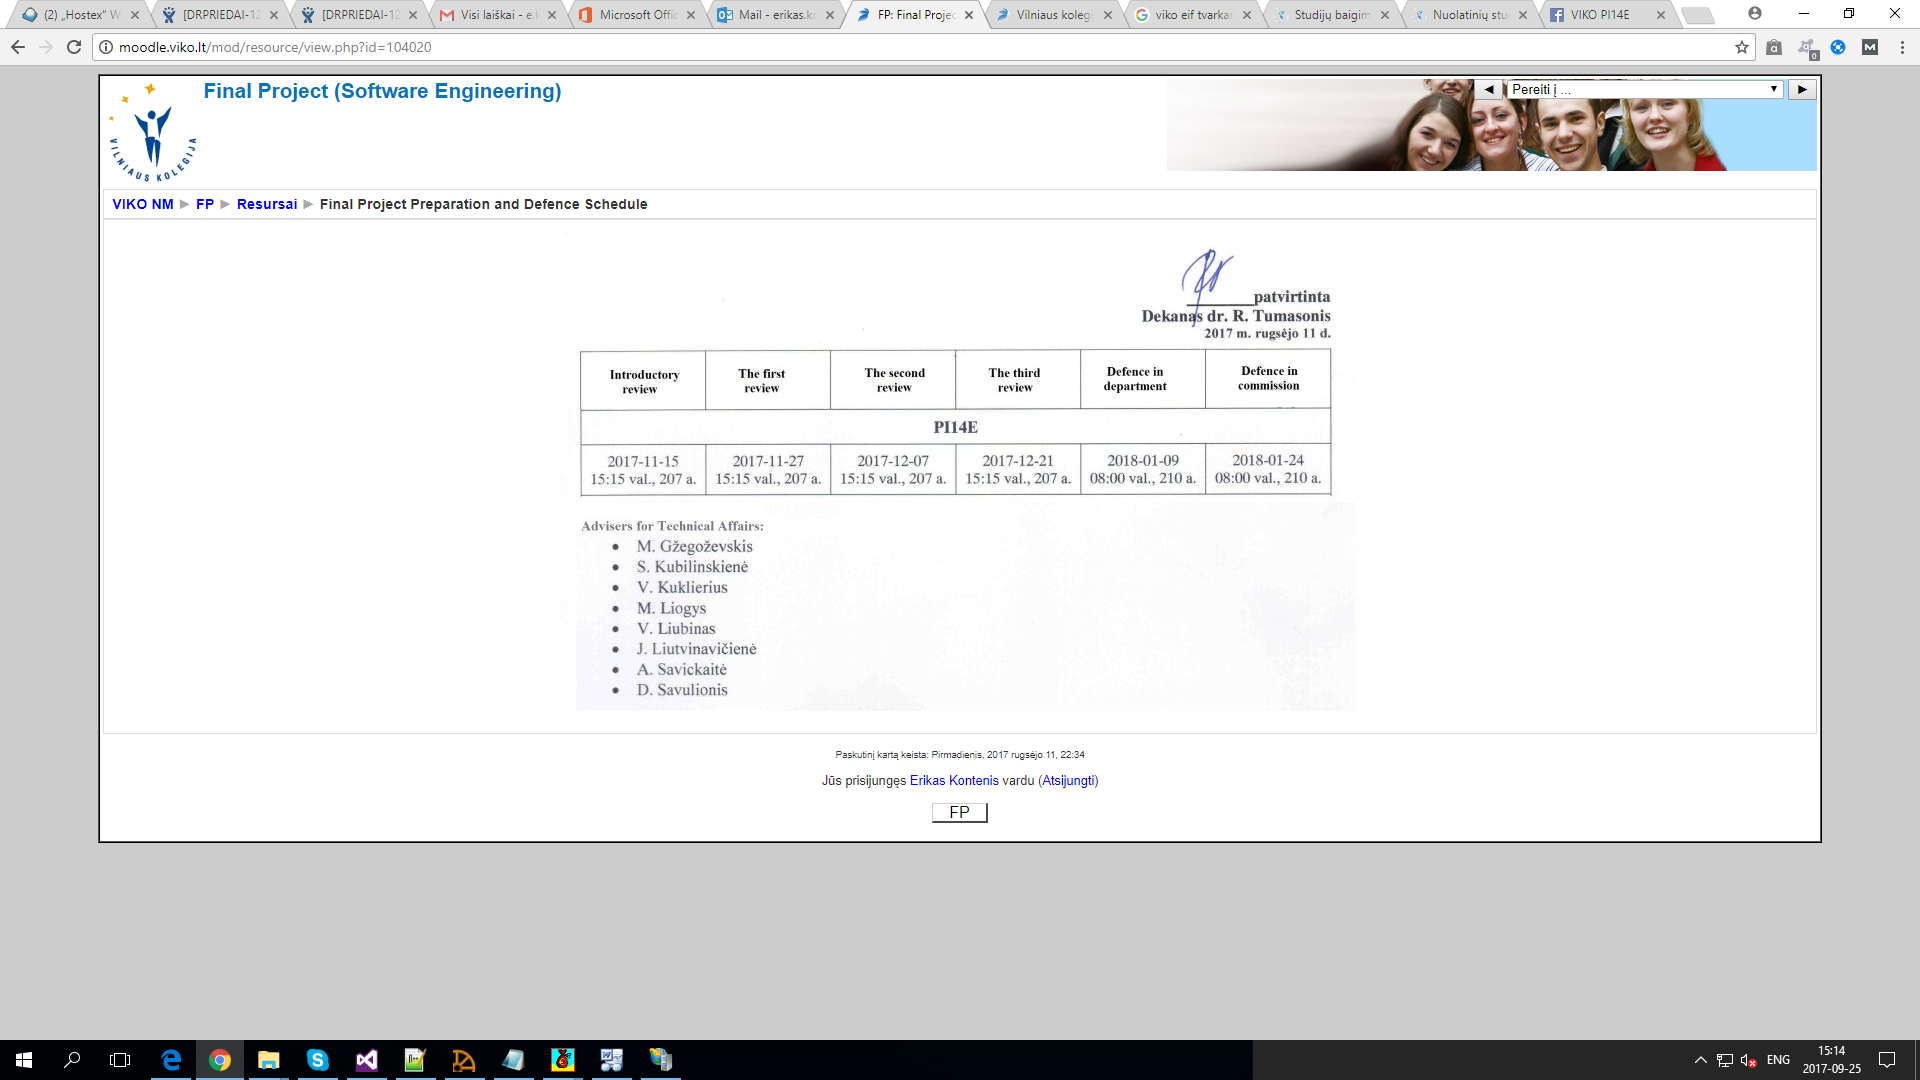 (2) „Hostex“ W
[DRPRIEDAI-12
[DRPRIEDAI-12
Visi laiškai - e.k
Microsoft Offic
Mail - erikas.ko
FP: Final Projec
Vilniaus kolegij
viko eif tvarkar
Studijų baigim
Nuolatinių stu
VIKO PI14E
moodle.viko.lt/mod/resource/view.php?id=104020
0
VILNIAUS KOLEGIJA
Final Project (Software Engineering)
◄ Pereiti į ... ►
VIKO NM ► FP ► Resursai ► Final Project Preparation and Defence Schedule
patvirtinta
Dekanas dr. R. Tumasonis
2017 m. rugsėjo 11 d.
Introductory review
The first review
The second review
The third review
Defence in department
Defence in commission
PI14E
2017-11-15 2017-11-27 2017-12-07 2017-12-21 2018-01-09 2018-01-24
15:15 val., 207 a. 15:15 val., 207 a. 15:15 val., 207 a. 15:15 val., 207 a. 08:00 val., 210 a. 08:00 val., 210 a.
Advisers for Technical Affairs:
• M. Gžegoževskis
• S. Kubilinskienė
• V. Kuklierius
• M. Liogys
• V. Liubinas
• J. Liutvinavičienė
• A. Savickaitė
• D. Savulionis
Paskutinį kartą keista: Pirmadienis, 2017 rugsėjo 11, 22:34
Jūs prisijungęs Erikas Kontenis vardu (Atsijungti)
FP
ENG
15:14
2017-09-25